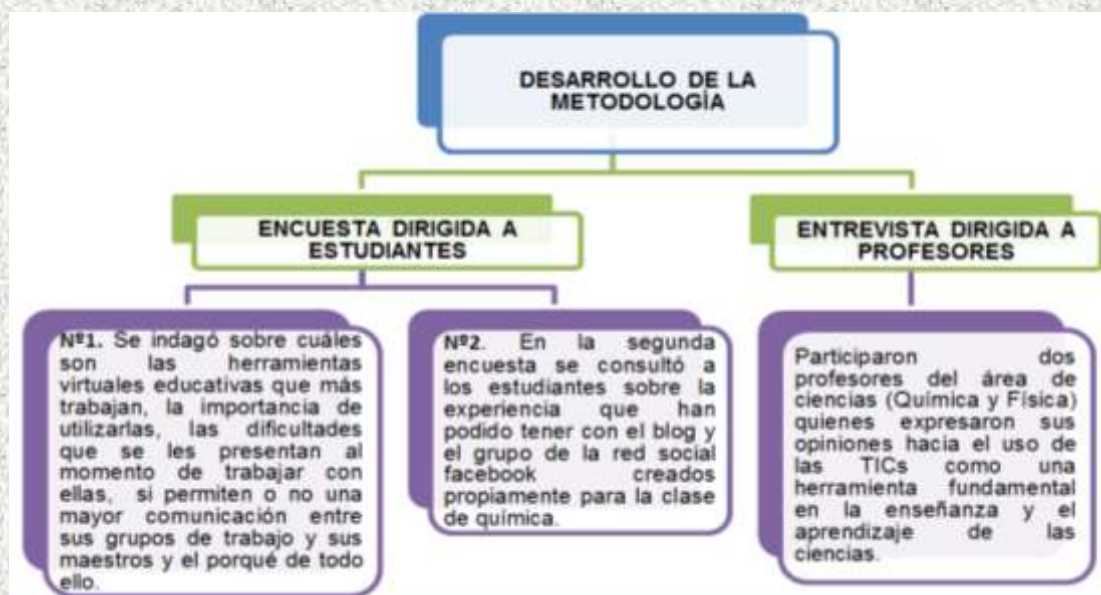 DESARROLLO DE LA
METODOLOGÍA
ENCUESTA DIRIGIDA A
ESTUDIANTES
ENTREVISTA DIRIGIDA A
PROFESORES
Nº1. Se indagó sobre cuáles
son las herramientas
virtuales educativas que más
trabajan, la importancia de
utilizarlas, las dificultades
que se les presentan al
momento de trabajar con
ellas, si permiten o no una
mayor comunicación entre
sus grupos de trabajo y sus
maestros y el porqué de todo
ello.
Nº2. En la segunda
encuesta se consultó a
los estudiantes sobre la
experiencia que han
podido tener con el blog y
el grupo de la red social
facebook creados
propiamente para la clase
de química.
Participaron dos
profesores del área de
ciencias (Química y Física)
quienes expresaron sus
opiniones hacia el uso de
las TICs como una
herramienta fundamental
en la enseñanza y el
aprendizaje de las
ciencias.